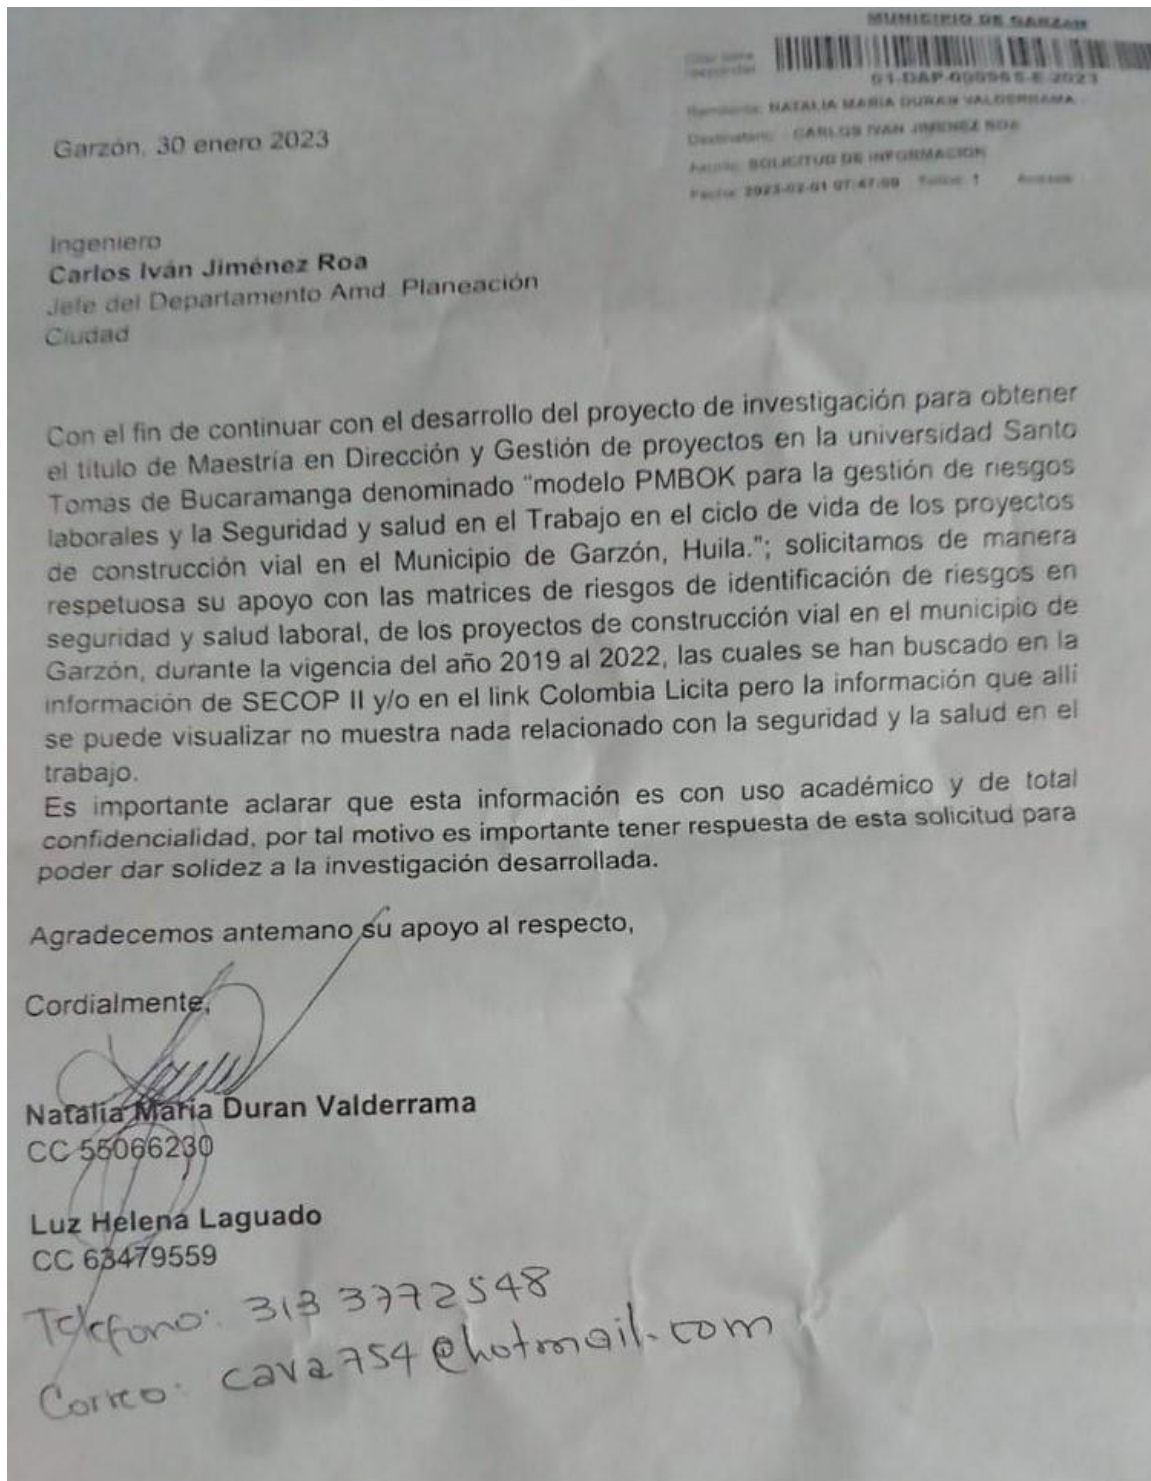 MUNICIPIO DE GARZON
Citar para
responder
01-DAP-000965-E-2023
Remitente: NATALIA MARIA DURAN VALDERRAMA
Destinatario: CARLOS IVAN JIMENEZ ROA
Asunto: SOLICITUD DE INFORMACION
Fecha: 2023-02-01 07:47:09 Folios: 1 Anexos:
Garzón, 30 enero 2023
Ingeniero
Carlos Iván Jiménez Roa
Jefe del Departamento Amd. Planeación
Ciudad
Con el fin de continuar con el desarrollo del proyecto de investigación para obtener
el título de Maestría en Dirección y Gestión de proyectos en la universidad Santo
Tomas de Bucaramanga denominado "modelo PMBOK para la gestión de riesgos
laborales y la Seguridad y salud en el Trabajo en el ciclo de vida de los proyectos
de construcción vial en el Municipio de Garzón, Huila."; solicitamos de manera
respetuosa su apoyo con las matrices de riesgos de identificación de riesgos en
seguridad y salud laboral, de los proyectos de construcción vial en el municipio de
Garzón, durante la vigencia del año 2019 al 2022, las cuales se han buscado en la
información de SECOP II y/o en el link Colombia Licita pero la información que allí
se puede visualizar no muestra nada relacionado con la seguridad y la salud en el
trabajo.
Es importante aclarar que esta información es con uso académico y de total
confidencialidad, por tal motivo es importante tener respuesta de esta solicitud para
poder dar solidez a la investigación desarrollada.
Agradecemos antemano su apoyo al respecto,
Cordialmente,
Natalia Maria Duran Valderrama
CC 55066230
Luz Helena Laguado
CC 63479559
Telefono: 313 3772548
Correo: cava754@hotmail.com